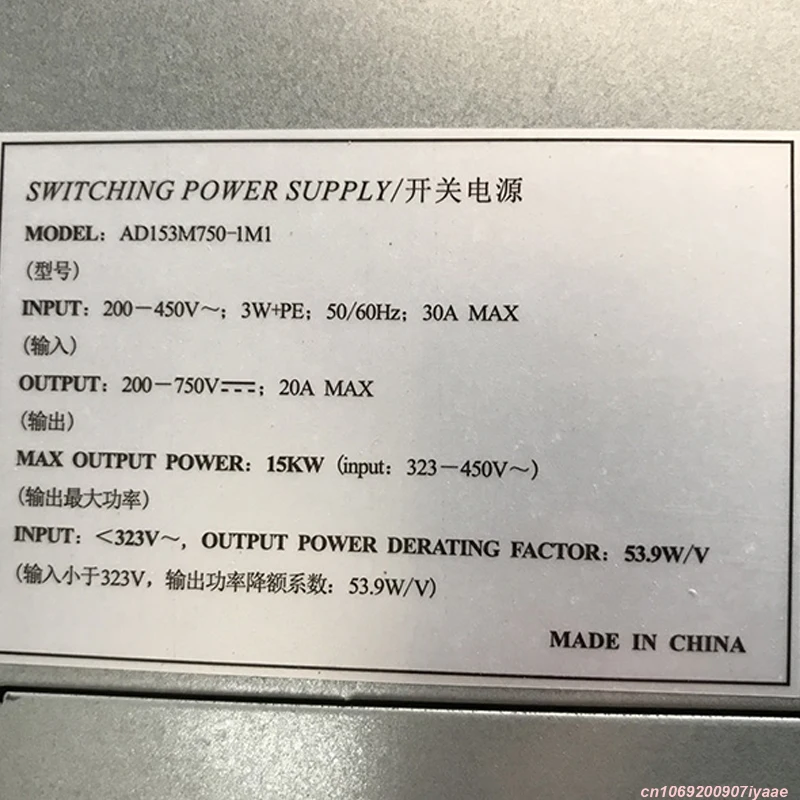 SWITCHING POWER SUPPLY/开关电源
MODEL: AD153M750-1M1
(型号)
INPUT: 200-450V~; 3W+PE; 50/60Hz; 30A MAX
(输入)
OUTPUT: 200-750V⎓; 20A MAX
(输出)
MAX OUTPUT POWER: 15KW (input: 323-450V~)
(输出最大功率)
INPUT: <323V~, OUTPUT POWER DERATING FACTOR: 53.9W/V
(输入小于323V, 输出功率降额系数: 53.9W/V)
MADE IN CHINA
cn1069200907iyaae